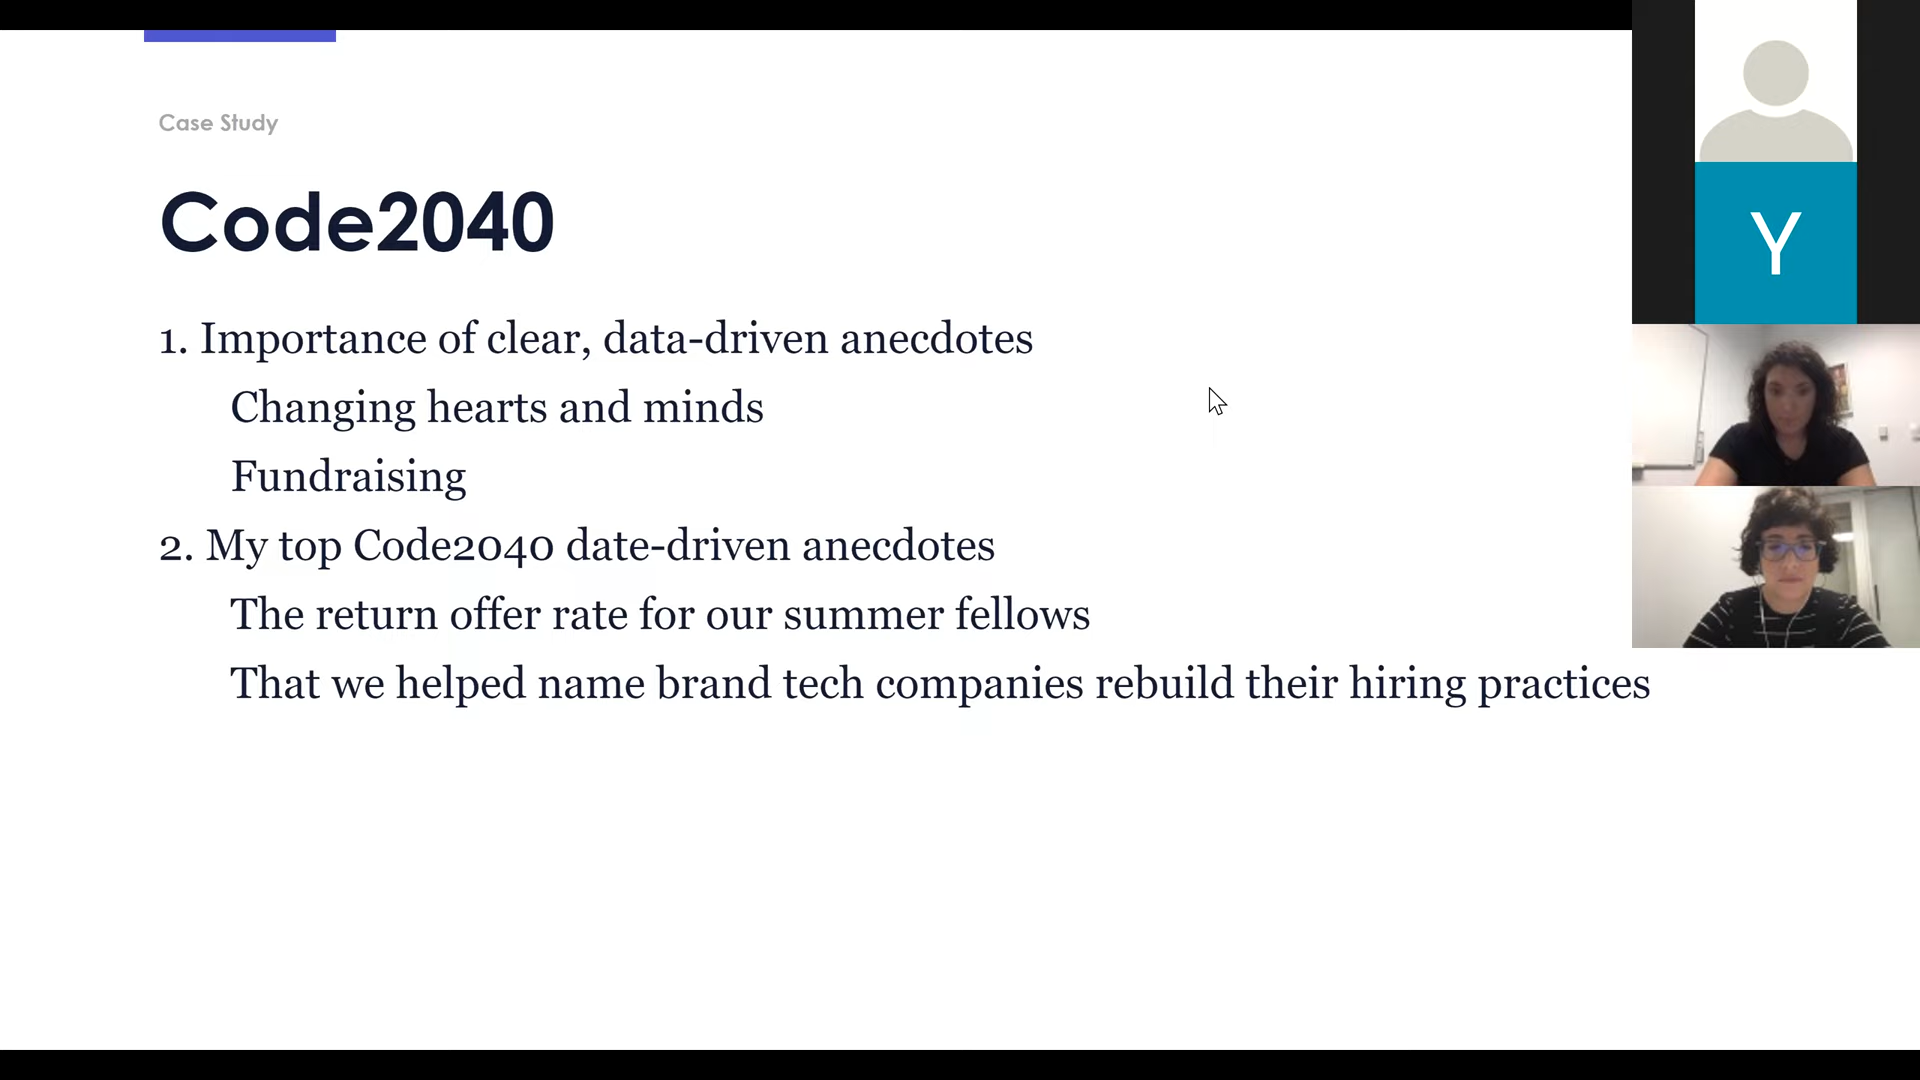 Case Study
Code2040
1. Importance of clear, data-driven anecdotes
Changing hearts and minds
Fundraising
2. My top Code2040 date-driven anecdotes
The return offer rate for our summer fellows
That we helped name brand tech companies rebuild their hiring practices
Y